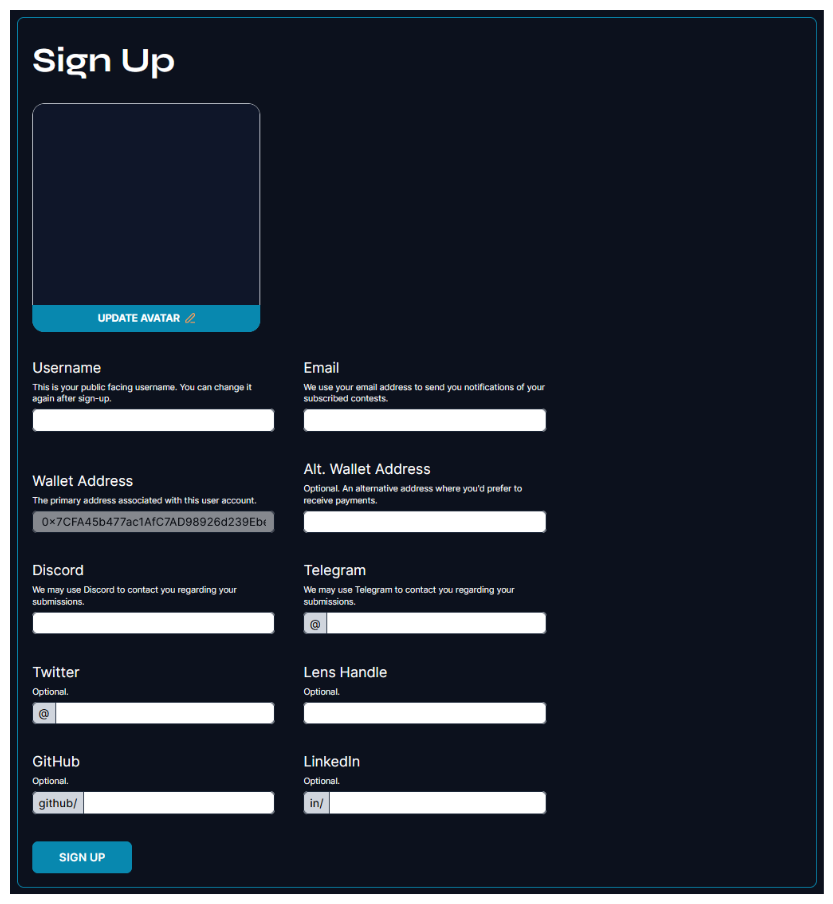 Sign Up
UPDATE AVATAR
Username
This is your public facing username. You can change it
again after sign-up.
Email
We use your email address to send you notifications of your
subscribed contests.
Wallet Address
The primary address associated with this user account.
0x7CFA45b477ac1AfC7AD98926d239Ebe
Alt. Wallet Address
Optional. An alternative address where you'd prefer to
receive payments.
Discord
We may use Discord to contact you regarding your
submissions.
Telegram
We may use Telegram to contact you regarding your
submissions.
@
Twitter
Optional.
@
Lens Handle
Optional.
GitHub
Optional.
github/
LinkedIn
Optional.
in/
SIGN UP